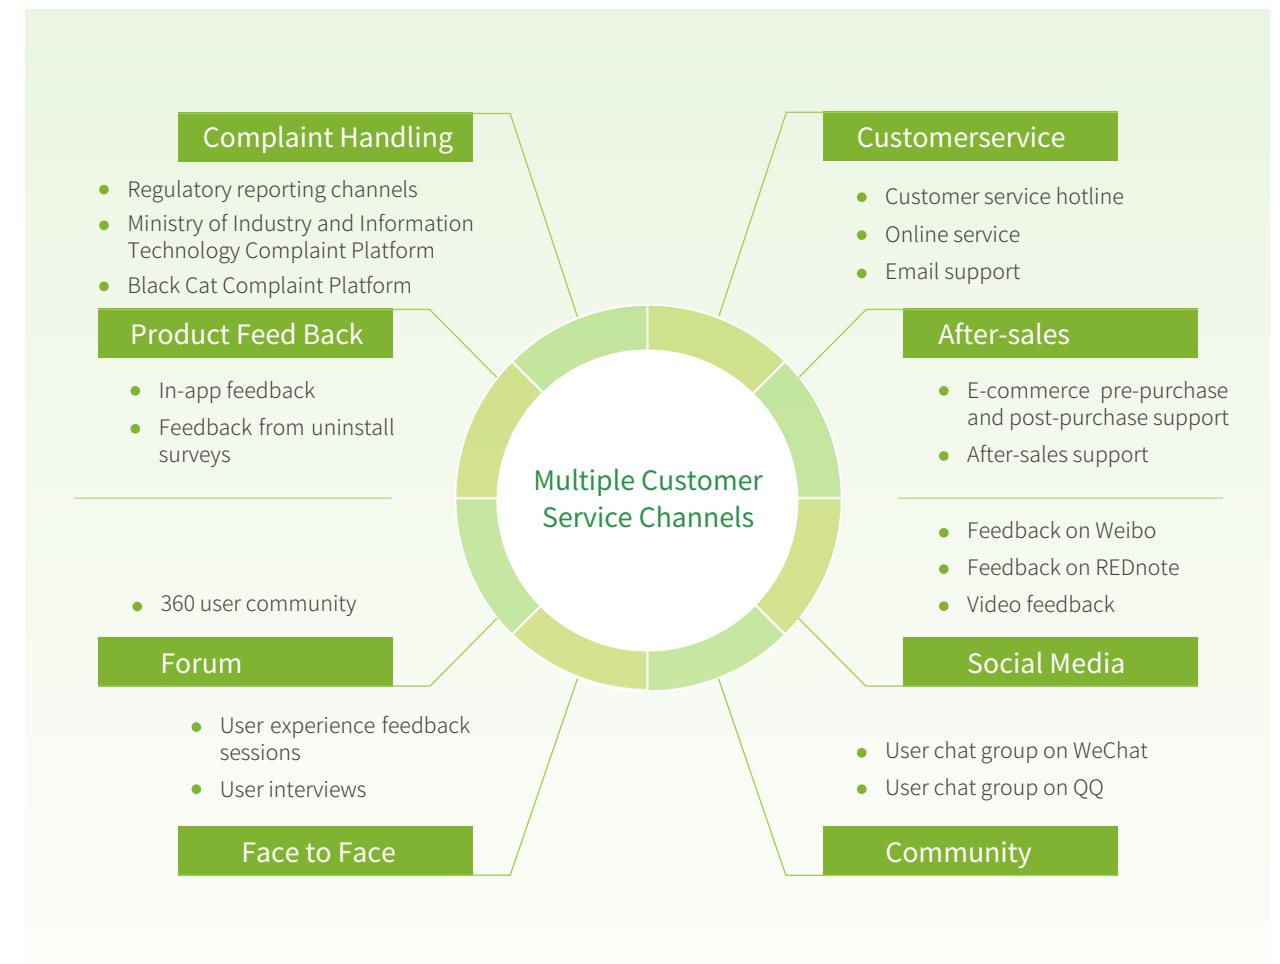 Complaint Handling
Regulatory reporting channels
Ministry of Industry and Information
Technology Complaint Platform
Black Cat Complaint Platform
Product Feed Back
In-app feedback
Feedback from uninstall
surveys
360 user community
Forum
User experience feedback
sessions
User interviews
Face to Face
Multiple Customer
Service Channels
Customerservice
Customer service hotline
Online service
Email support
After-sales
E-commerce pre-purchase
and post-purchase support
After-sales support
Feedback on Weibo
Feedback on REDnote
Video feedback
Social Media
User chat group on WeChat
User chat group on QQ
Community